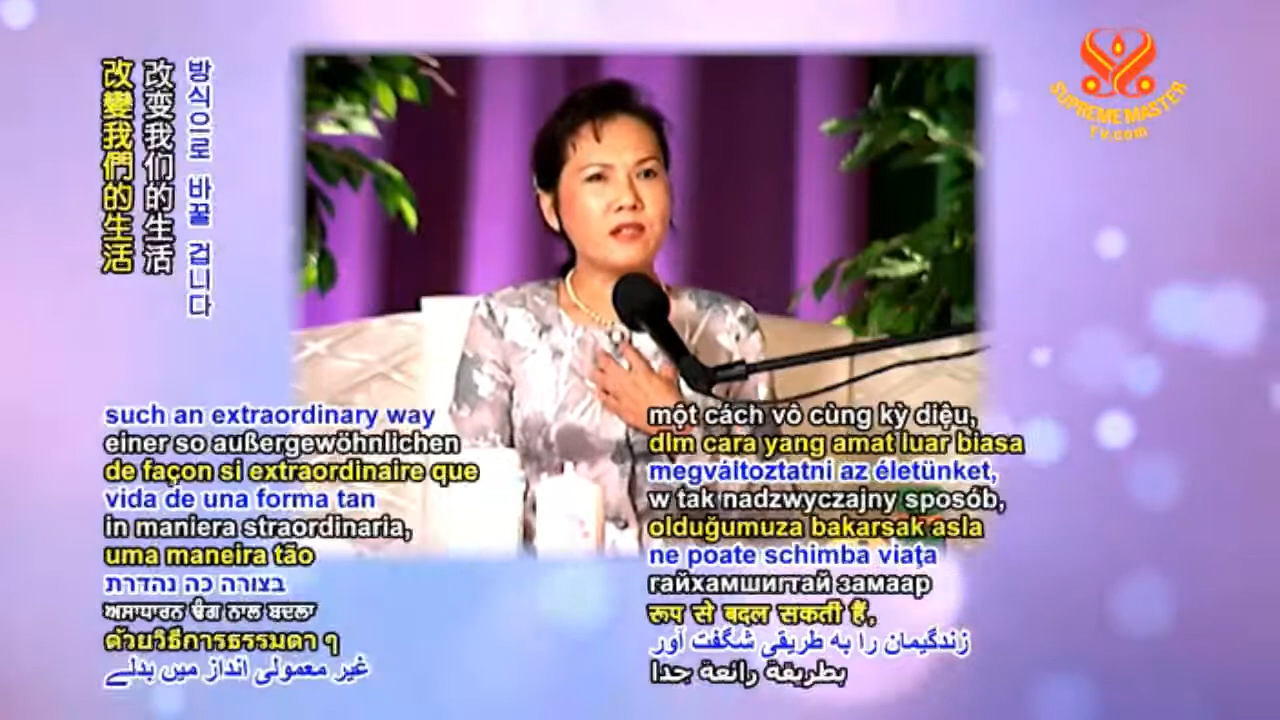 방식으로 바꿀 겁니다
改变我们的生活
改變我們的生活
SUPREME MASTER
TV.com
such an extraordinary way
einer so außergewöhnlichen
de façon si extraordinaire que
vida de una forma tan
in maniera straordinaria,
uma maneira tão
בצורה כה נהדרת
ਅਸਾਧਾਰਨ ਢੰਗ ਨਾਲ ਬਦਲਾ
ด้วยวิธีการธรรมดา ๆ
غیر معمولی انداز میں بدلے
một cách vô cùng kỳ diệu,
dlm cara yang amat luar biasa
megváltoztatni az életünket,
w tak nadzwyczajny sposób,
olduğumuza bakarsak asla
ne poate schimba viaţa
гайхамшигтай замаар
रूप से बदल सकती हैं,
زندگیمان را به طریقی شگفت آور
بطريقة رائعة جدا